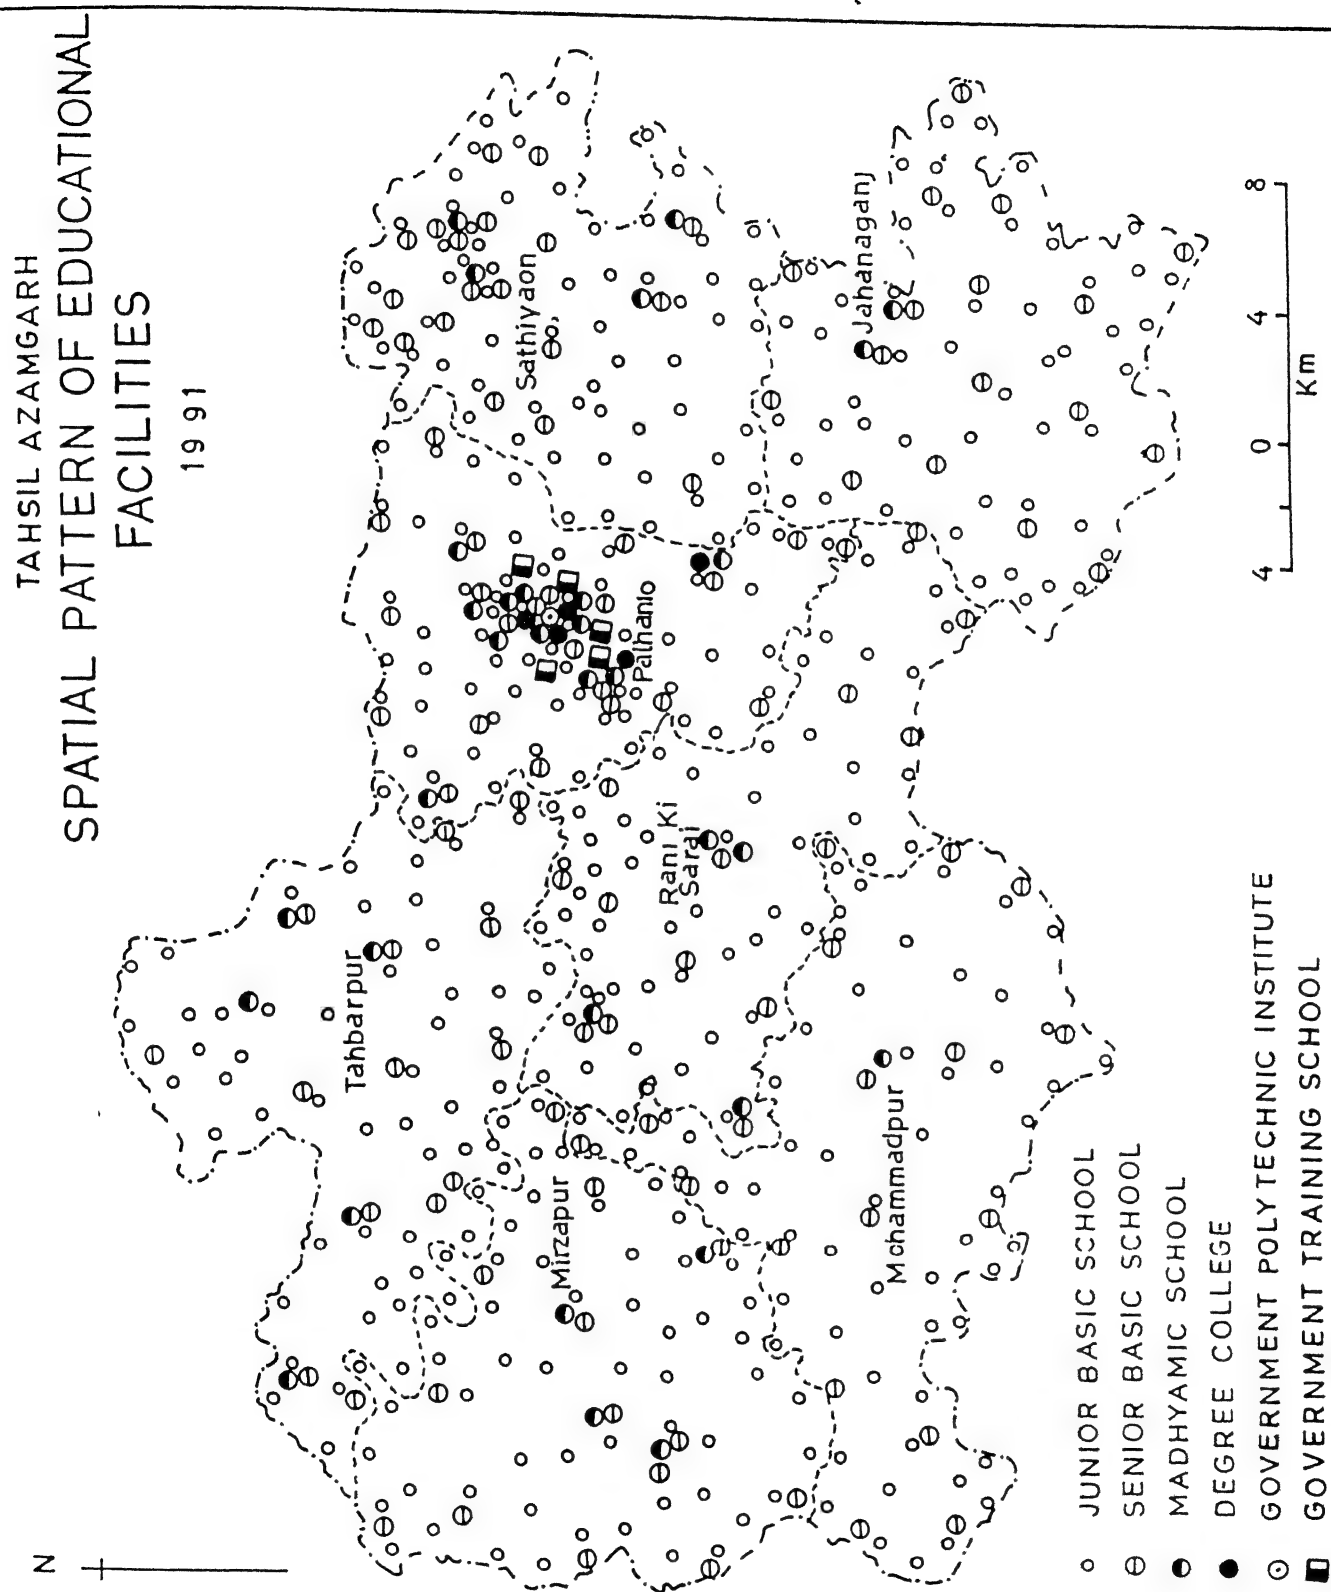 TAHSIL AZAMGARH
SPATIAL PATTERN OF EDUCATIONAL
FACILITIES
1991
N
Sathiyaon
Jahanaganj
Palhanio
Rani Ki
Sarai
Tahbarpur
Mirzapur
Mohammadpur
4 0 4 8
Km
JUNIOR BASIC SCHOOL
SENIOR BASIC SCHOOL
MADHYAMIC SCHOOL
DEGREE COLLEGE
GOVERNMENT POLYTECHNIC INSTITUTE
GOVERNMENT TRAINING SCHOOL